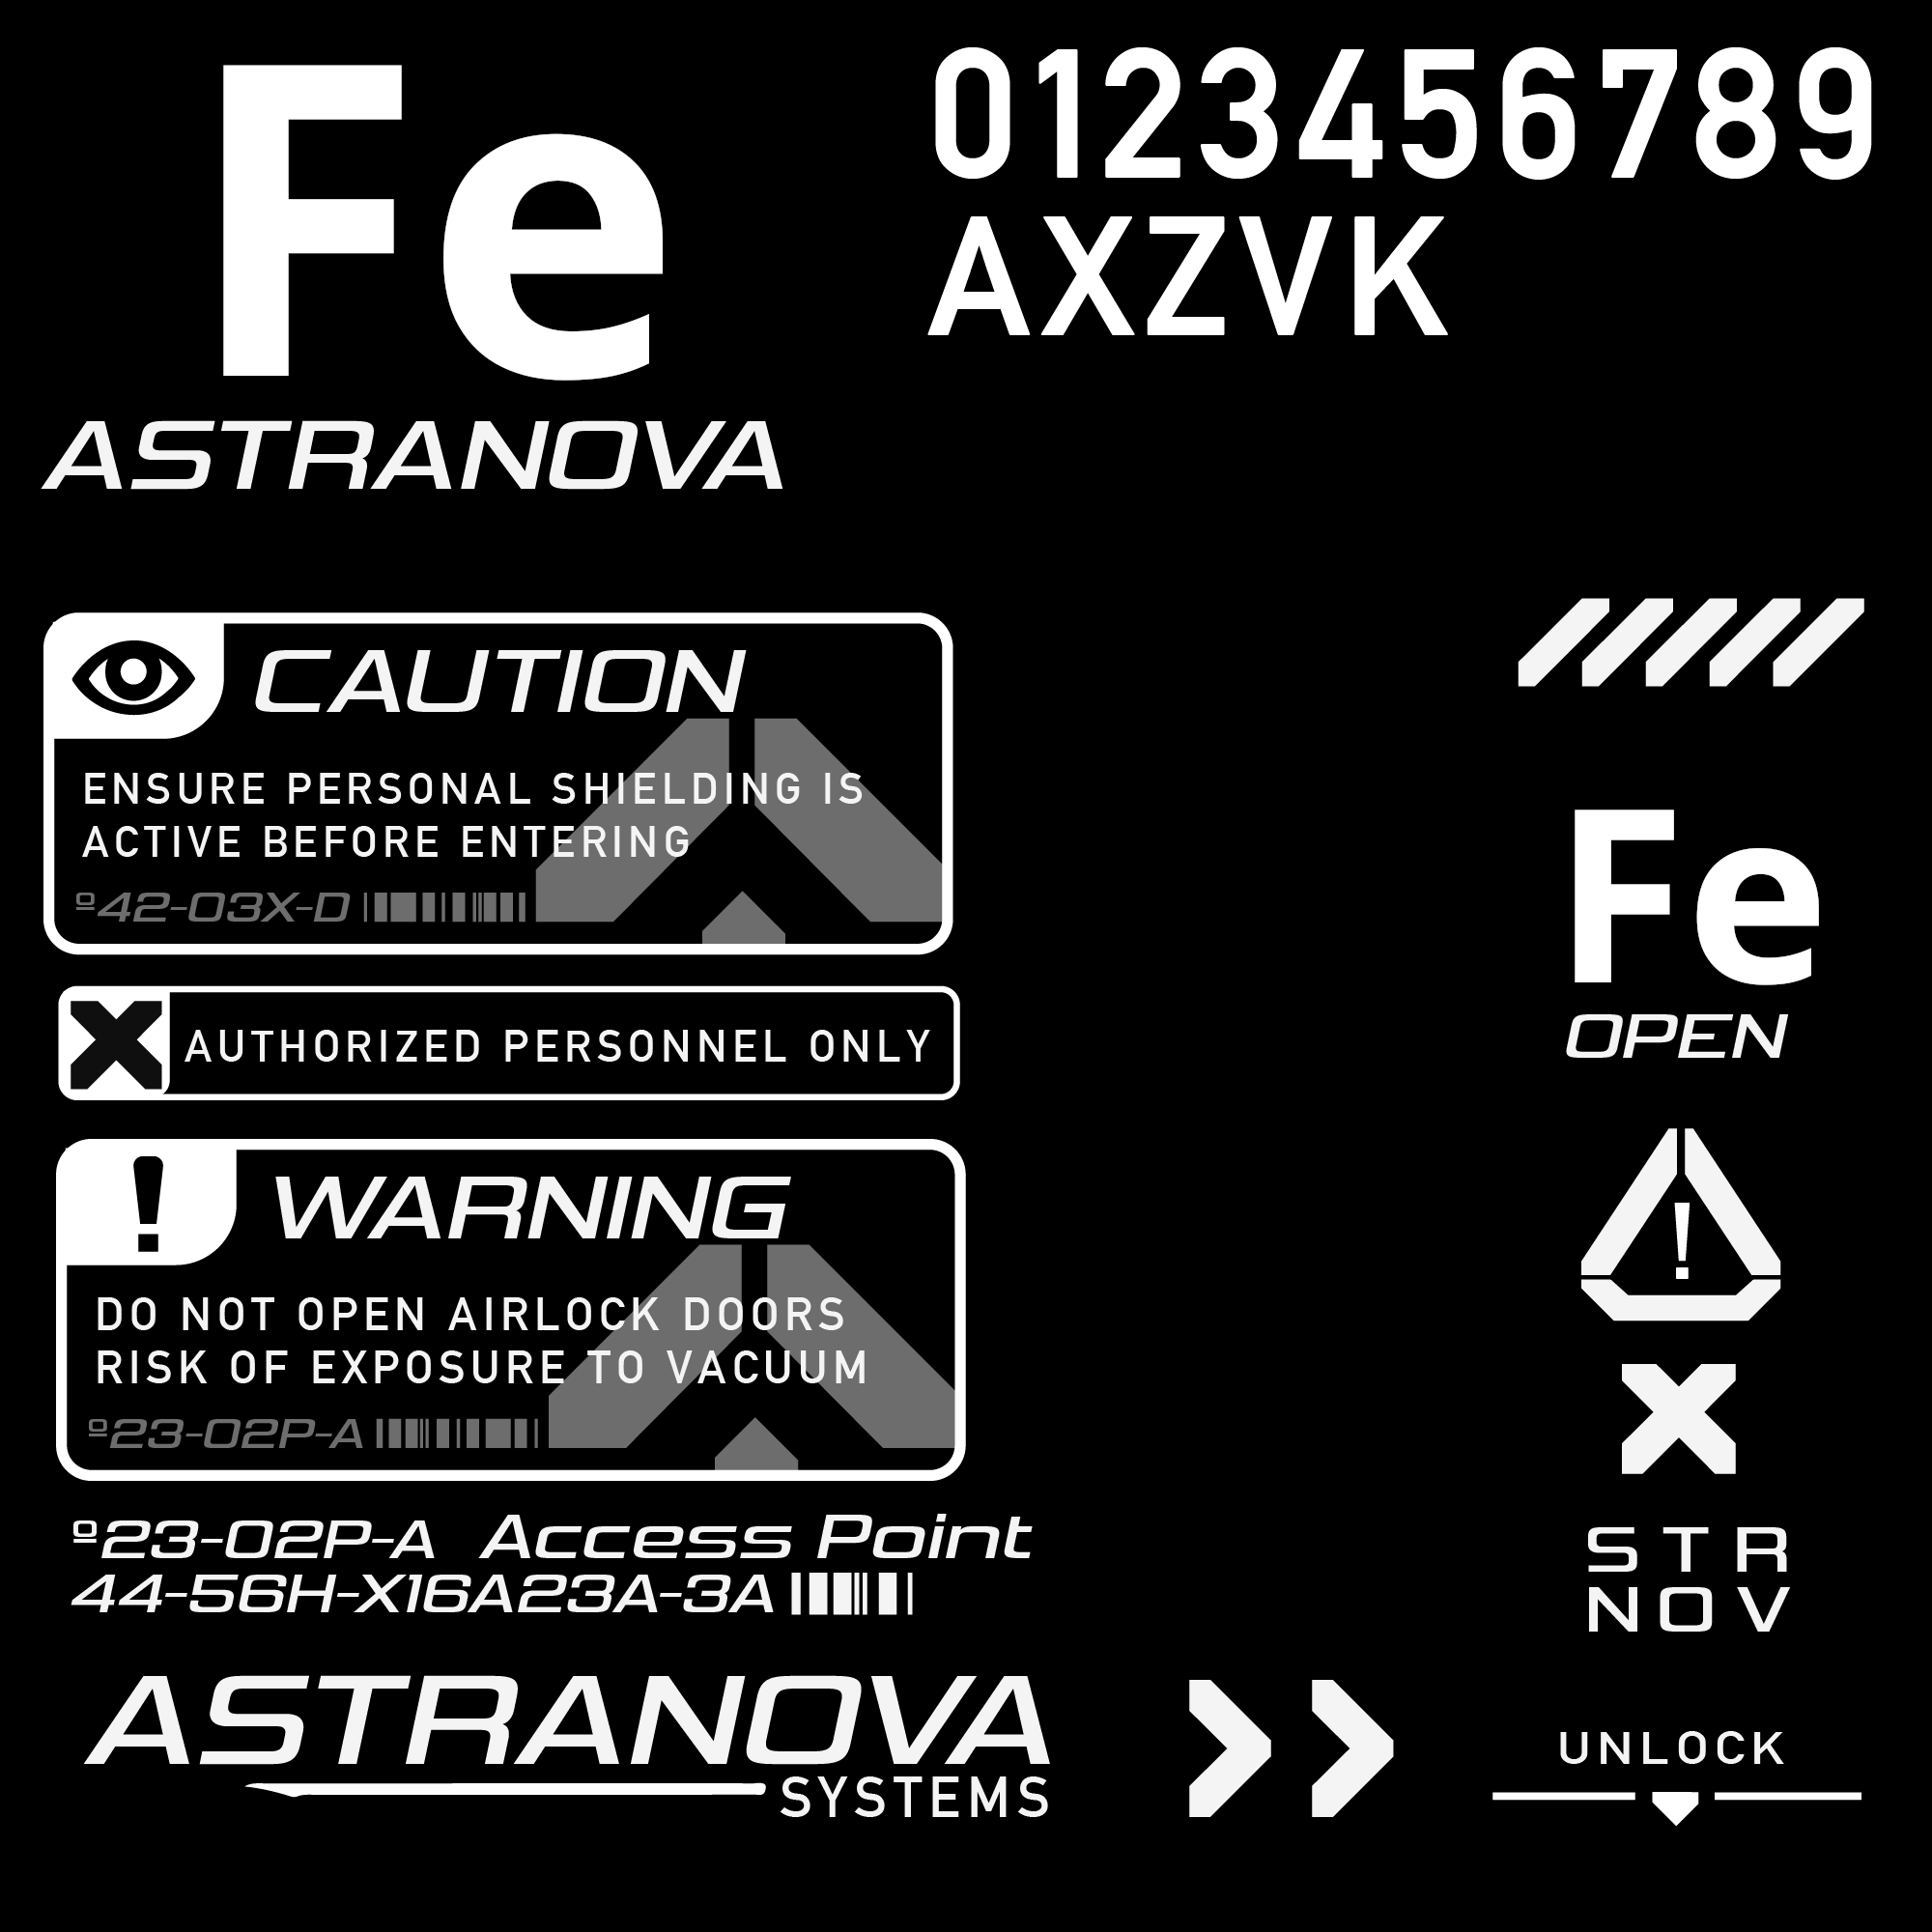 Fe
ASTRANOVA
0123456789
AXZVK
CAUTION
ENSURE PERSONAL SHIELDING IS
ACTIVE BEFORE ENTERING
º42-03X-D
AUTHORIZED PERSONNEL ONLY
!
WARNING
DO NOT OPEN AIRLOCK DOORS
RISK OF EXPOSURE TO VACUUM
º23-02P-A
º23-02P-A Access Point
44-56H-X16A23A-3A
ASTRANOVA
SYSTEMS
Fe
OPEN
!
STR
NOV
UNLOCK